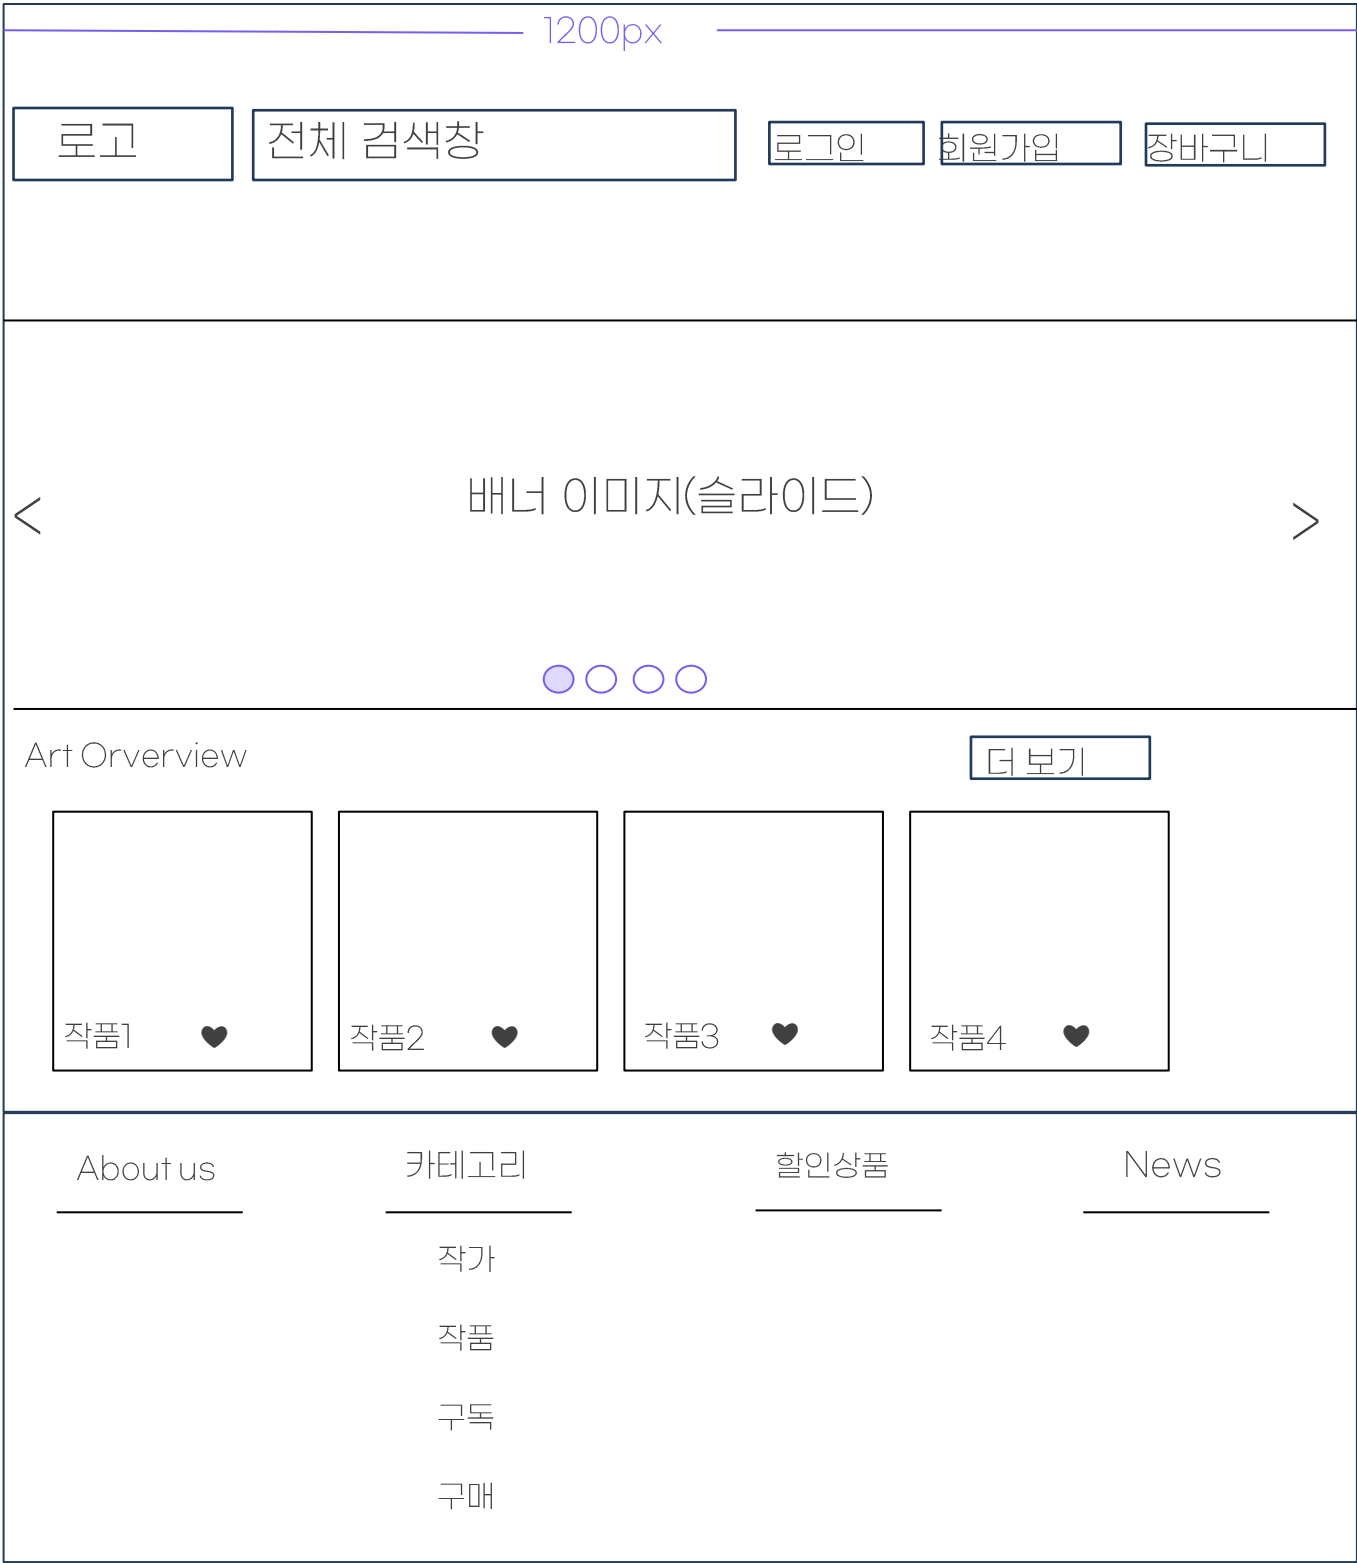 1200px
로고
전체 검색창
로그인
회원가입
장바구니
배너 이미지(슬라이드)
<
>
Art Orverview
더 보기
작품1
작품2
작품3
작품4
About us
카테고리
할인상품
News
작가
작품
구독
구매